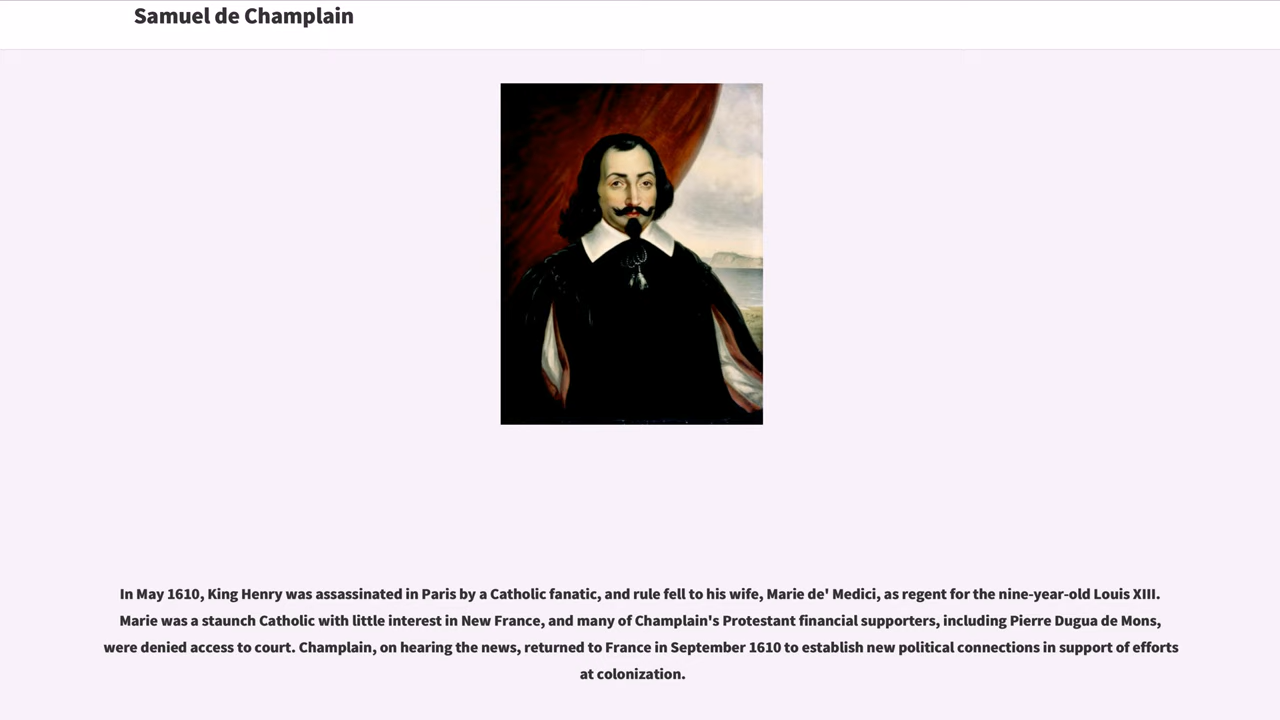 Samuel de Champlain
In May 1610, King Henry was assassinated in Paris by a Catholic fanatic, and rule fell to his wife, Marie de' Medici, as regent for the nine-year-old Louis XIII.
Marie was a staunch Catholic with little interest in New France, and many of Champlain's Protestant financial supporters, including Pierre Dugua de Mons,
were denied access to court. Champlain, on hearing the news, returned to France in September 1610 to establish new political connections in support of efforts
at colonization.